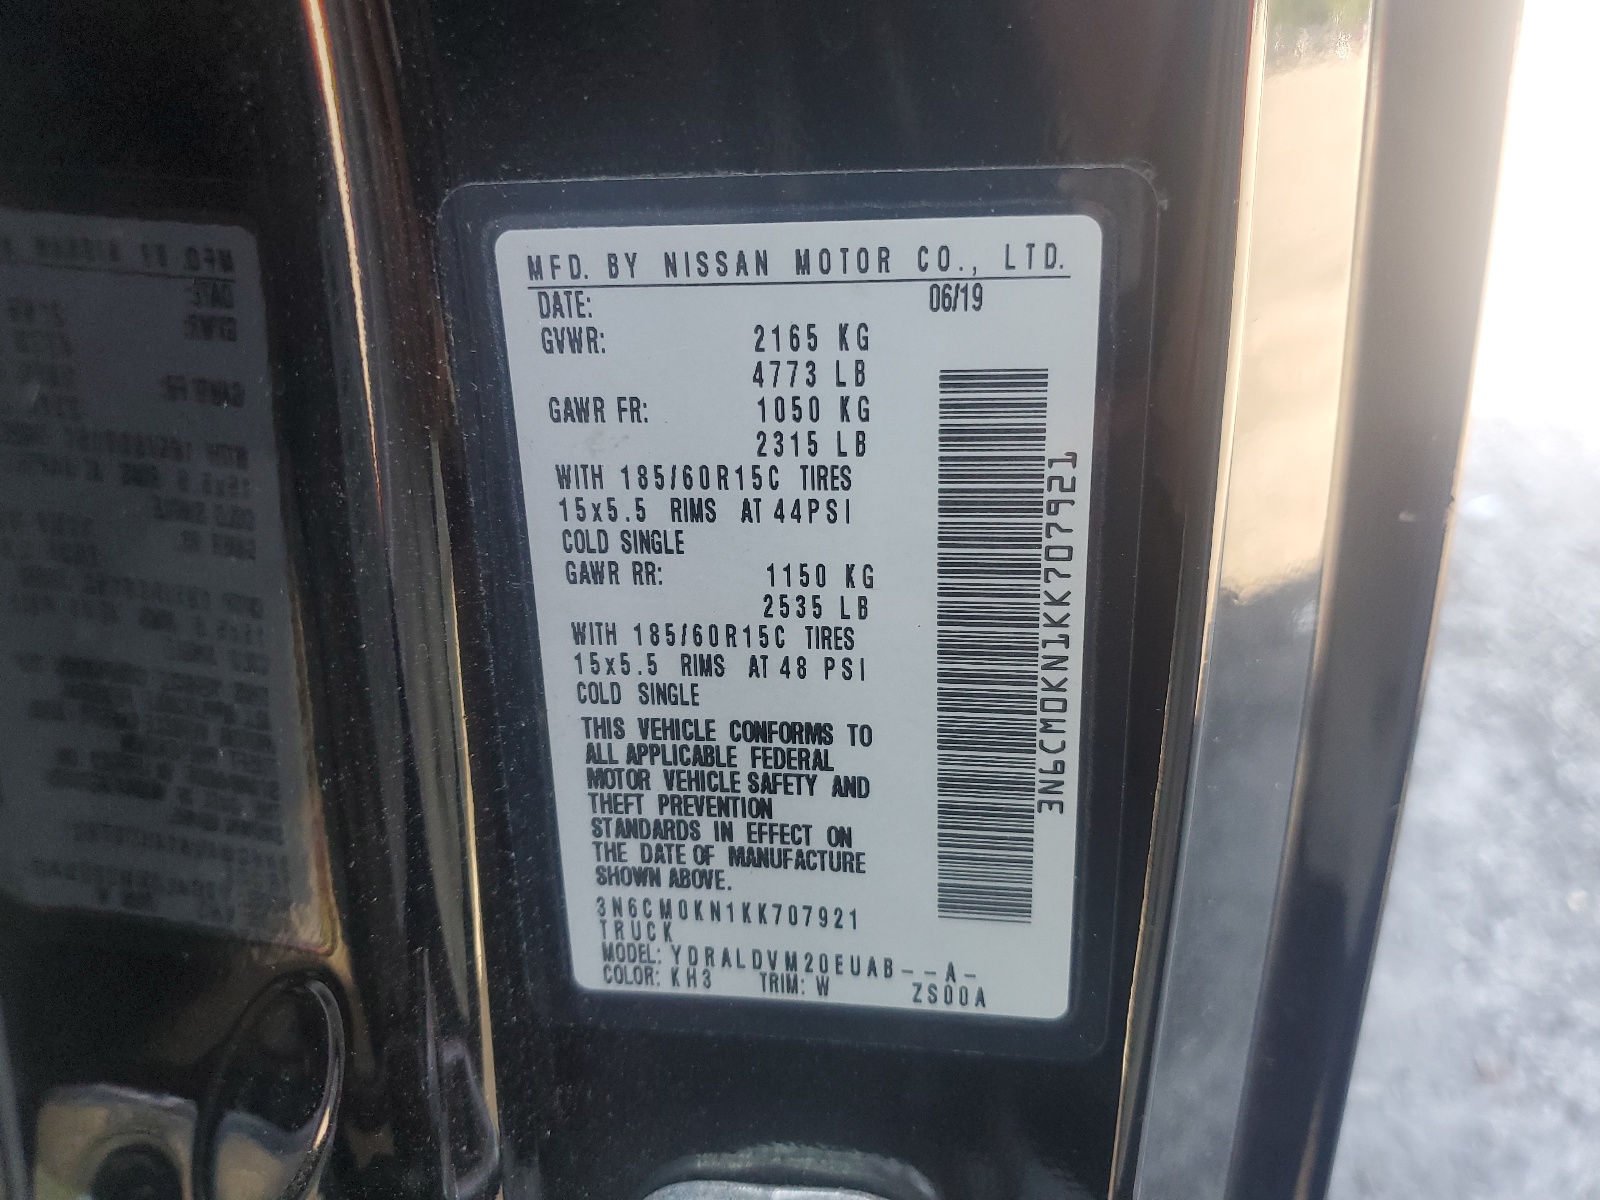 MFD. BY NISSAN MOTOR CO., LTD.
DATE: 06/19
GVWR: 2165 KG
4773 LB
GAWR FR: 1050 KG
2315 LB
WITH 185/60R15C TIRES
15x5.5 RIMS AT 44PSI
COLD SINGLE
GAWR RR: 1150 KG
2535 LB
WITH 185/60R15C TIRES
15x5.5 RIMS AT 48 PSI
COLD SINGLE
THIS VEHICLE CONFORMS TO
ALL APPLICABLE FEDERAL
MOTOR VEHICLE SAFETY AND
THEFT PREVENTION
STANDARDS IN EFFECT ON
THE DATE OF MANUFACTURE
SHOWN ABOVE.
3N6CM0KN1KK707921
TRUCK
MODEL: YDRALDVM20EUAB--A-
COLOR: KH3 TRIM: W ZS00A
3N6CM0KN1KK707921